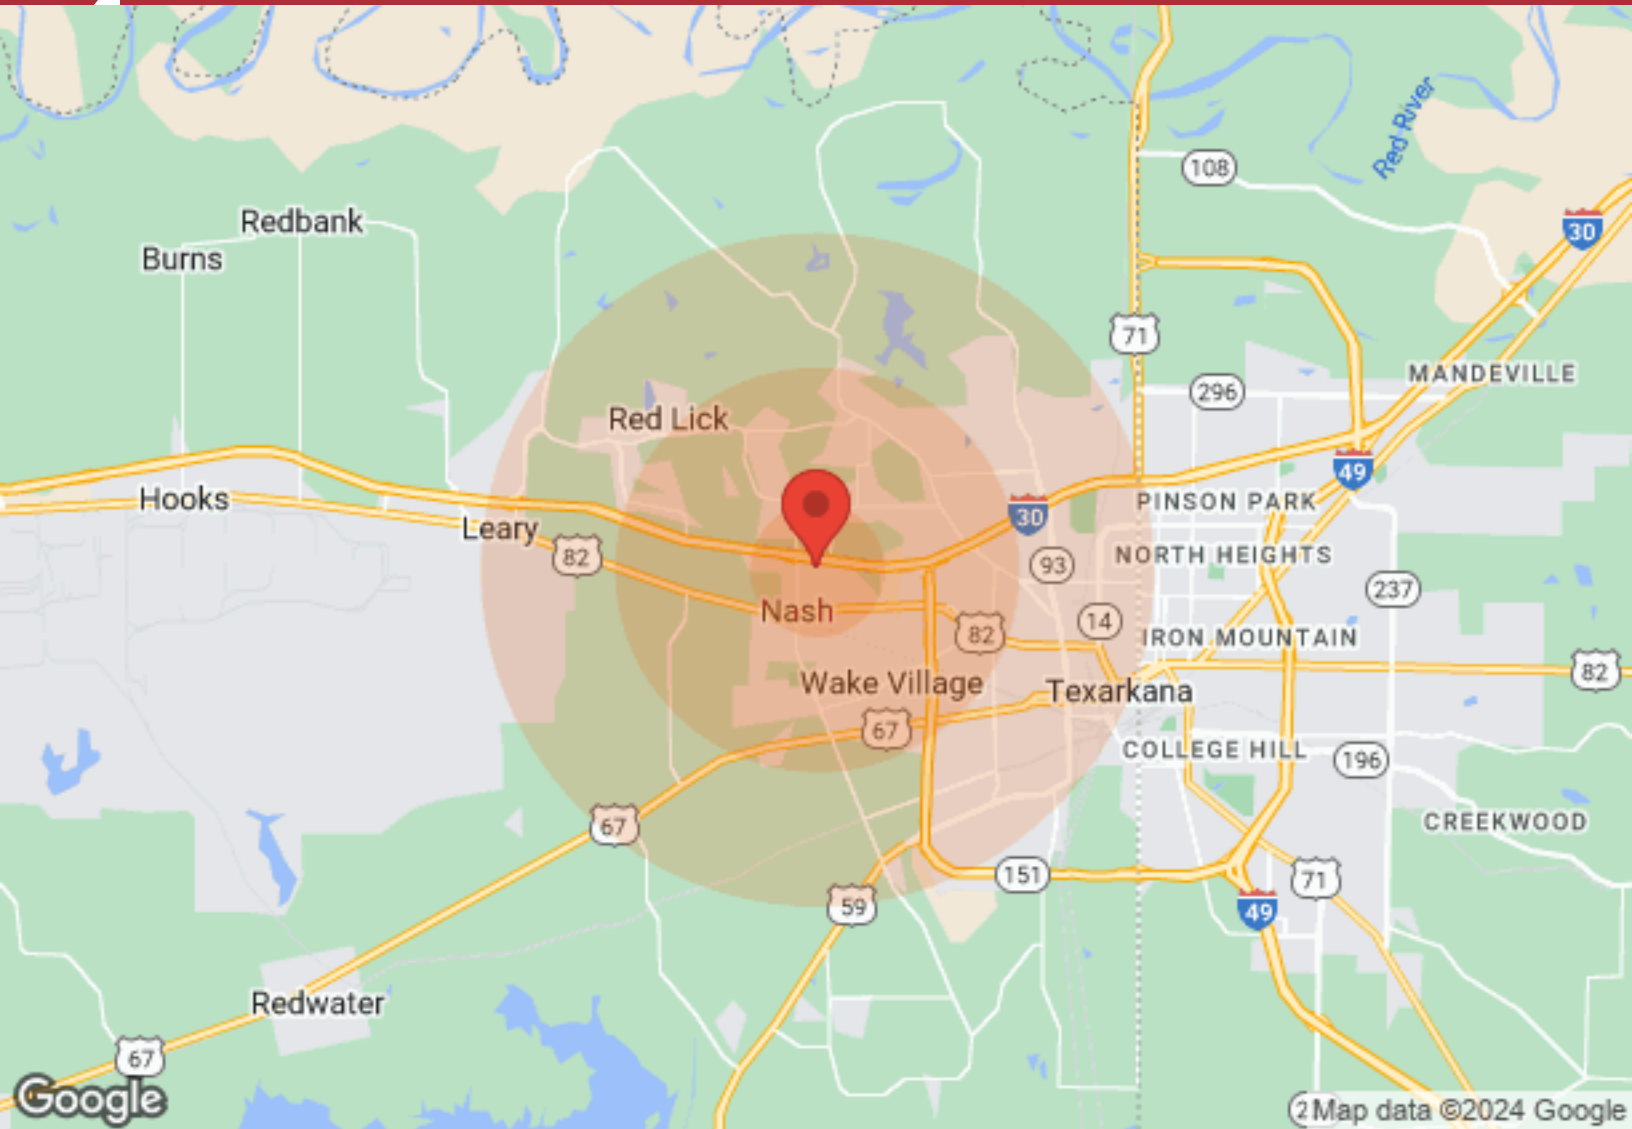 Red River
108
30
Redbank
Burns
71
MANDEVILLE
296
Red Lick
49
Hooks
PINSON PARK
30
Leary
82
NORTH HEIGHTS
93
237
Nash
14
82
IRON MOUNTAIN
82
Wake Village
Texarkana
67
COLLEGE HILL
196
67
CREEKWOOD
151
71
59
49
Redwater
67
Google
Map data ©2024 Google